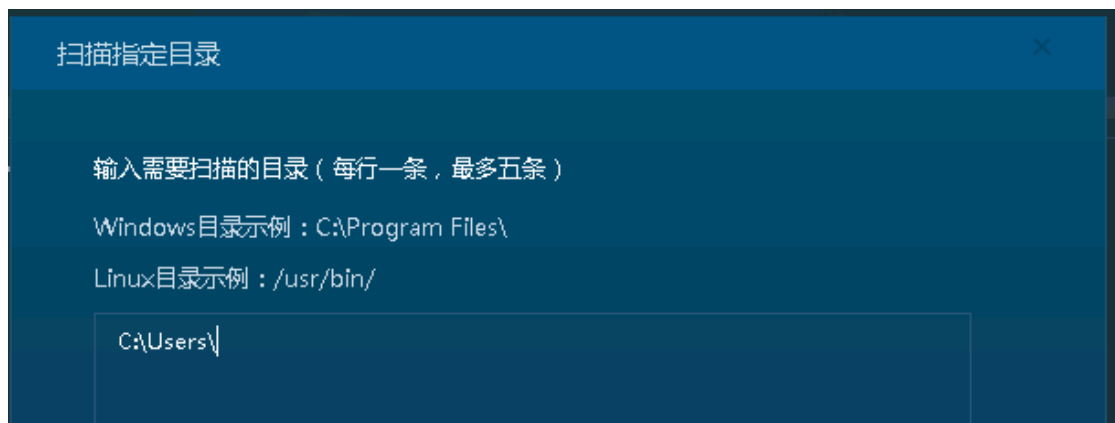 扫描指定目录
输入需要扫描的目录（每行一条，最多五条）
Windows目录示例：C:\Program Files\
Linux目录示例：/usr/bin/
C:\Users\